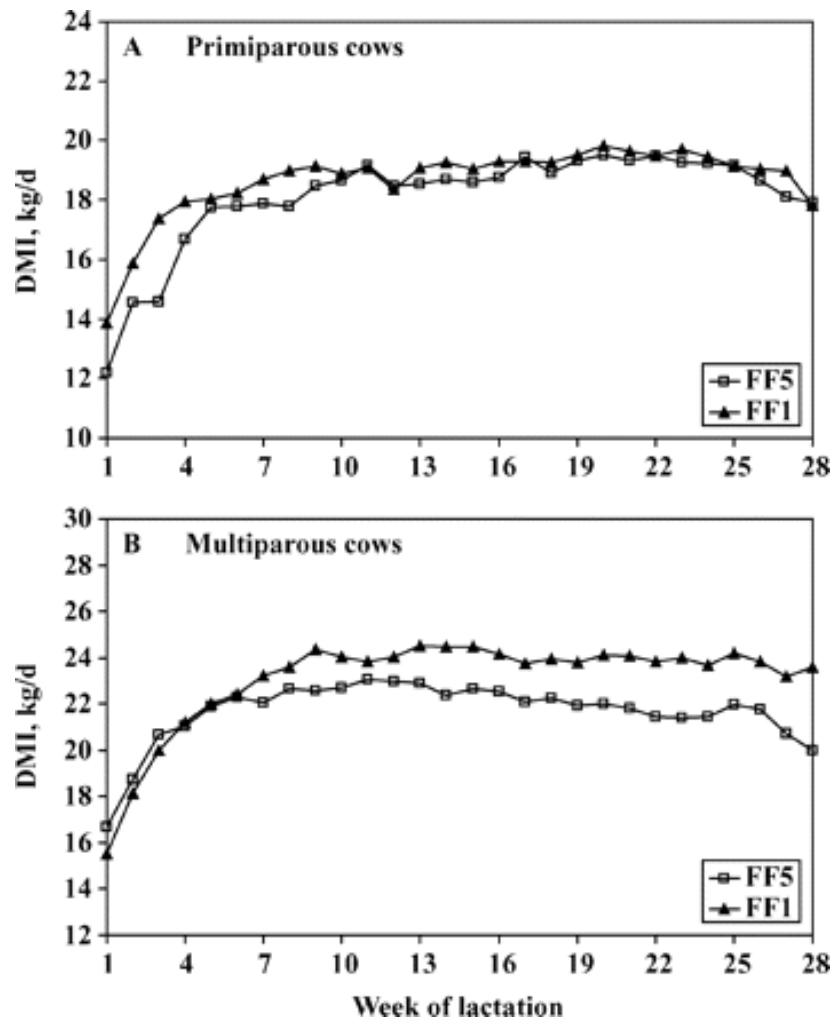 A Primiparous cows
DMI, kg/d
24
22
20
18
16
14
12
10
1 4 7 10 13 16 19 22 25 28
FF5
FF1
B Multiparous cows
DMI, kg/d
30
28
26
24
22
20
18
16
14
12
1 4 7 10 13 16 19 22 25 28
FF5
FF1
Week of lactation